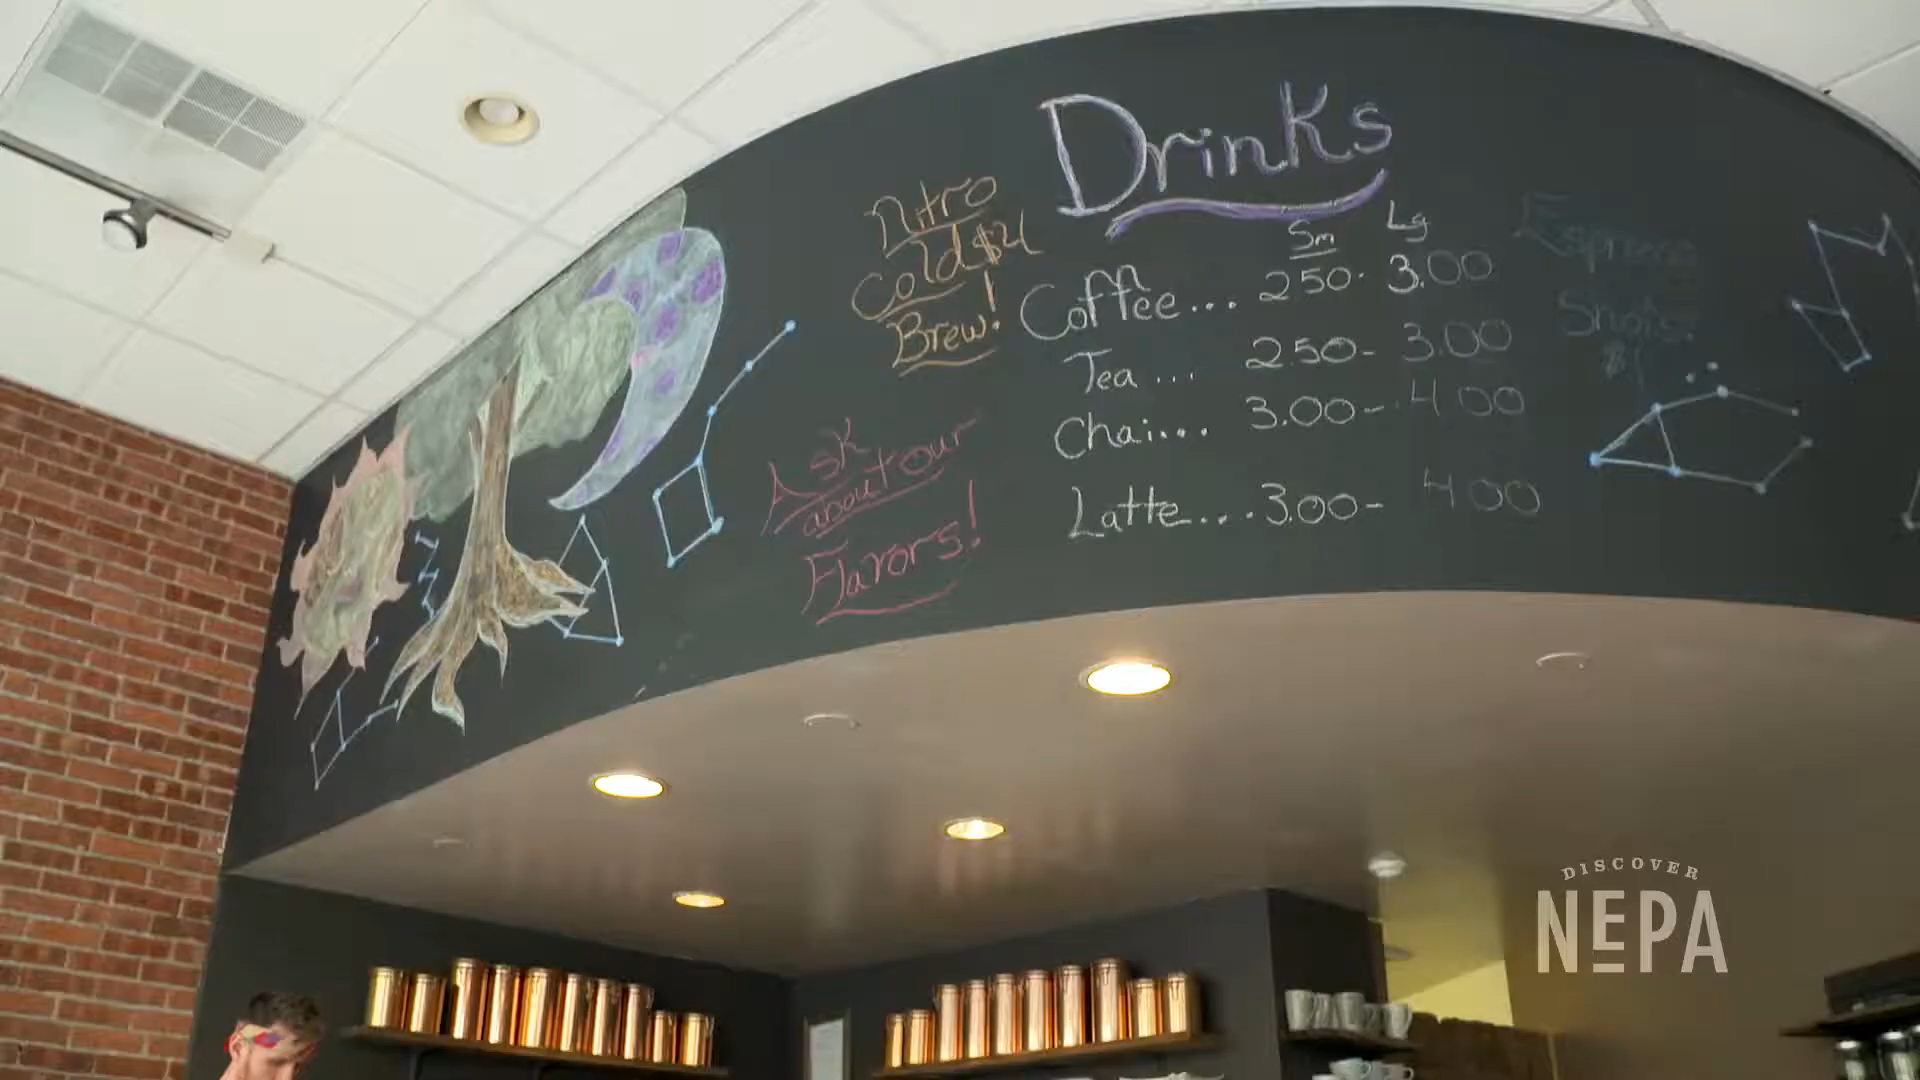 Drinks
Nitro
Cold $4
Brew!
Sm Lg
Coffee... 2.50- 3.00
Tea ... 2.50- 3.00
Chai... 3.00- 4.00
Latte.... 3.00- 4.00
Espresso
Shots:
$1
Ask
about our
Flavors!
DISCOVER
NEPA